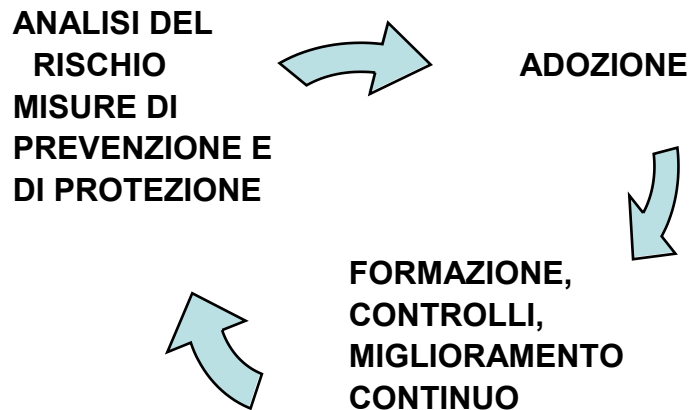 ANALISI DEL
RISCHIO
MISURE DI
PREVENZIONE E
DI PROTEZIONE
ADOZIONE
FORMAZIONE,
CONTROLLI,
MIGLIORAMENTO
CONTINUO